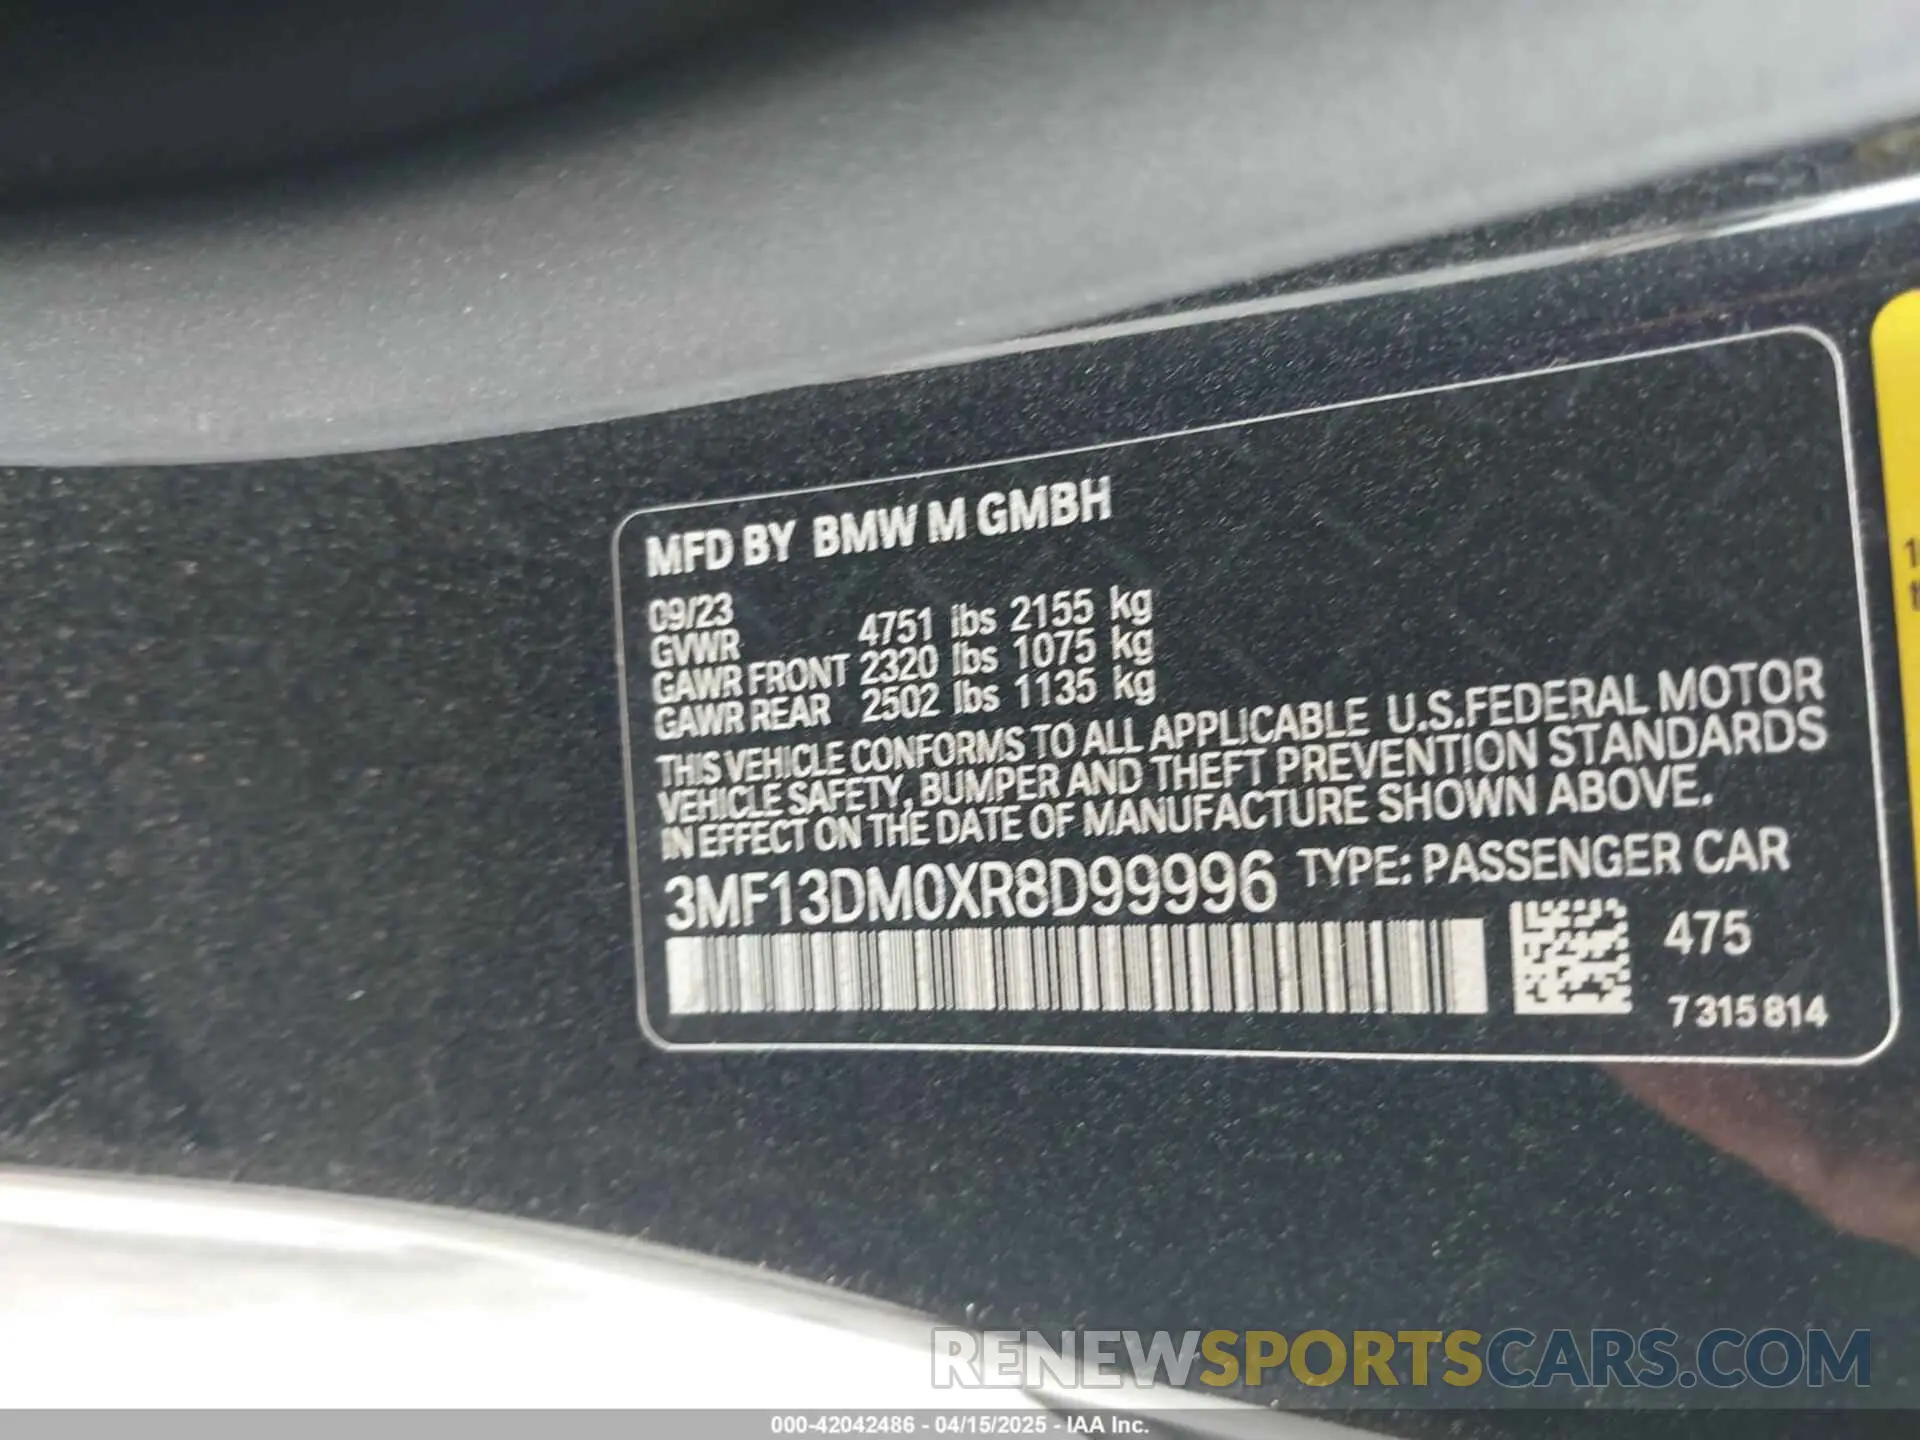 MFD BY BMW M GMBH
09/23
GVWR 4751 lbs 2155 kg
GAWR FRONT 2320 lbs 1075 kg
GAWR REAR 2502 lbs 1135 kg
THIS VEHICLE CONFORMS TO ALL APPLICABLE U.S.FEDERAL MOTOR
VEHICLE SAFETY, BUMPER AND THEFT PREVENTION STANDARDS
IN EFFECT ON THE DATE OF MANUFACTURE SHOWN ABOVE.
3MF13DM0XR8D99996 TYPE: PASSENGER CAR
475
7 315 814
RENEWSPORTSCARS.COM
000-42042486 - 04/15/2025 - IAA Inc.